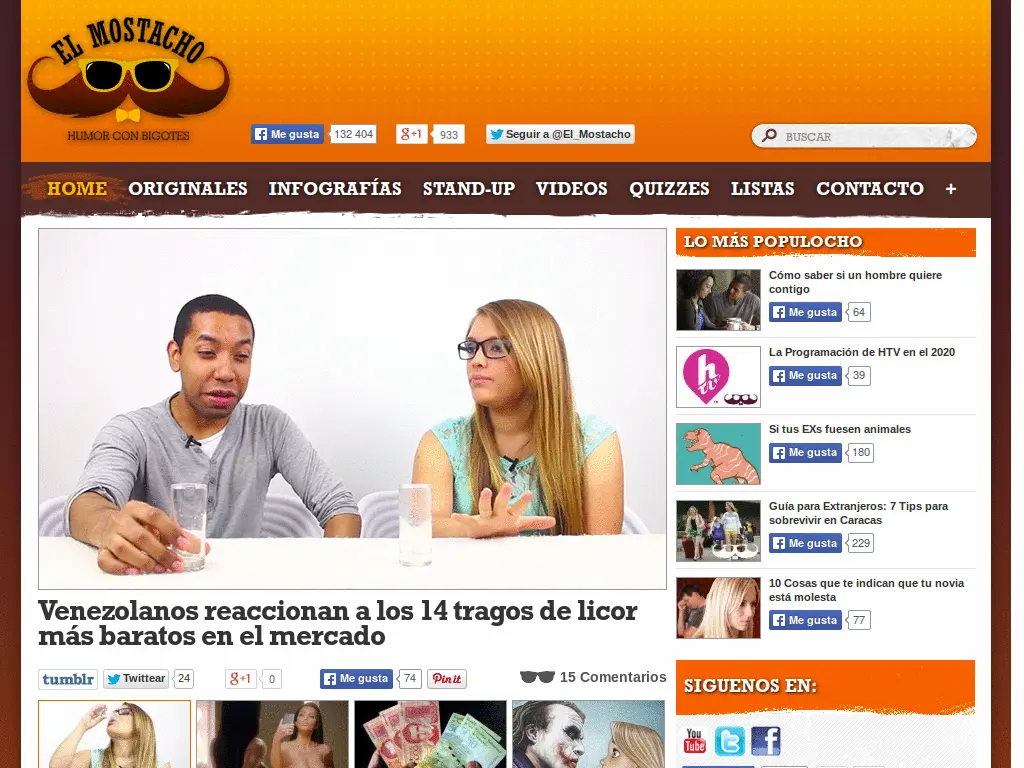 EL MOSTACHO
HUMOR CON BIGOTES
Me gusta 132 404
g+1 933
Seguir a @El_Mostacho
BUSCAR
HOME ORIGINALES INFOGRAFÍAS STAND-UP VIDEOS QUIZZES LISTAS CONTACTO +
Venezolanos reaccionan a los 14 tragos de licor
más baratos en el mercado
tumblr Twittear 24 g+1 0 Me gusta 74 Pin it 15 Comentarios
LO MÁS POPULOCHO
Cómo saber si un hombre quiere
contigo
Me gusta 64
h
tv
La Programación de HTV en el 2020
Me gusta 39
Si tus EXs fuesen animales
Me gusta 180
Guía para Extranjeros: 7 Tips para
sobrevivir en Caracas
Me gusta 229
10 Cosas que te indican que tu novia
está molesta
Me gusta 77
SIGUENOS EN:
You
Tube